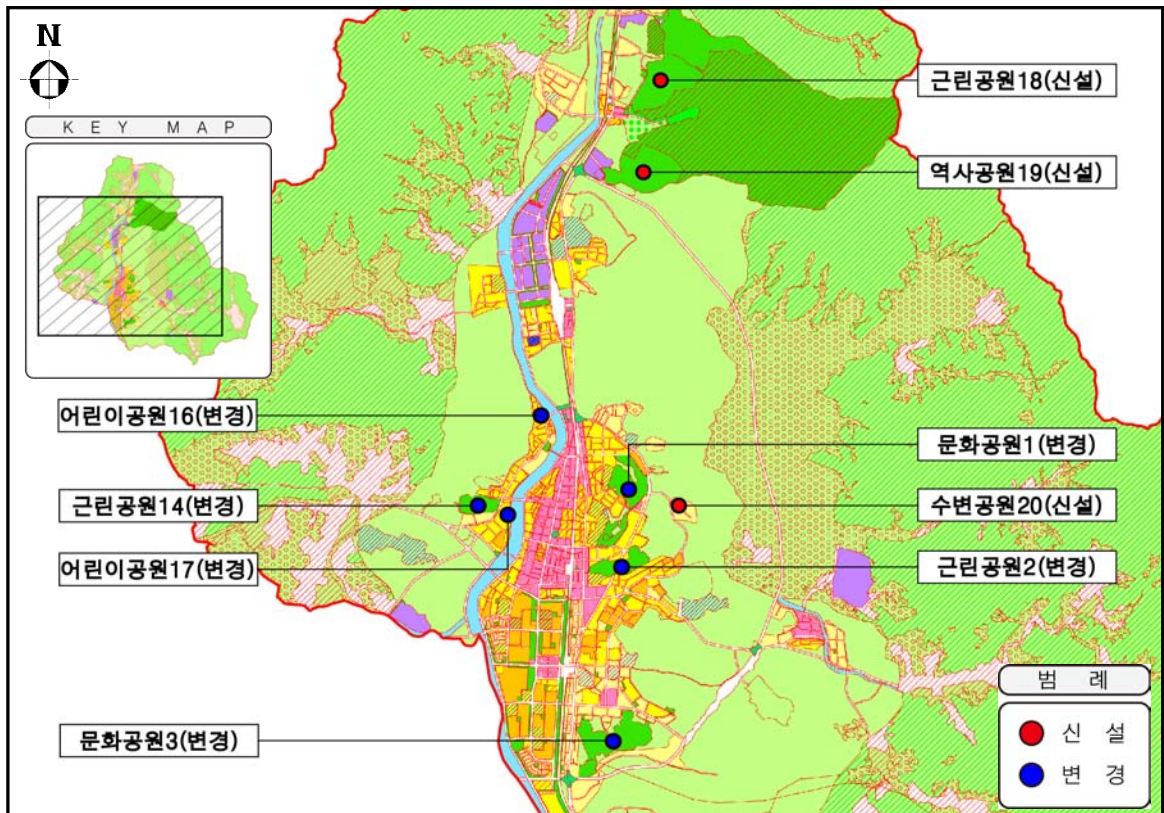 N
KEY MAP
근린공원18(신설)
역사공원19(신설)
어린이공원16(변경)
문화공원1(변경)
근린공원14(변경)
수변공원20(신설)
어린이공원17(변경)
근린공원2(변경)
문화공원3(변경)
범 례
신 설
변 경